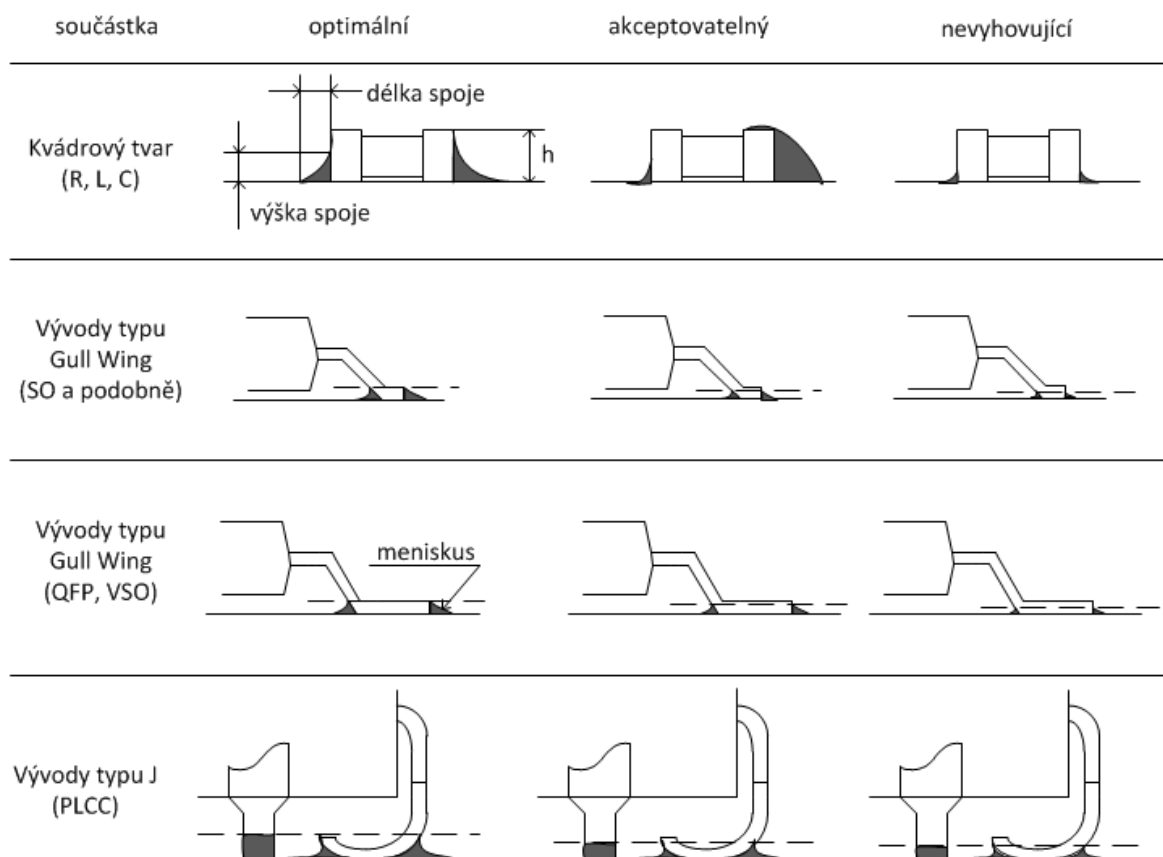 součástka optimální akceptovatelný nevyhovující
délka spoje
Kvádrový tvar
(R, L, C)
h
výška spoje
Vývody typu
Gull Wing
(SO a podobně)
Vývody typu
Gull Wing
(QFP, VSO)
meniskus
Vývody typu J
(PLCC)